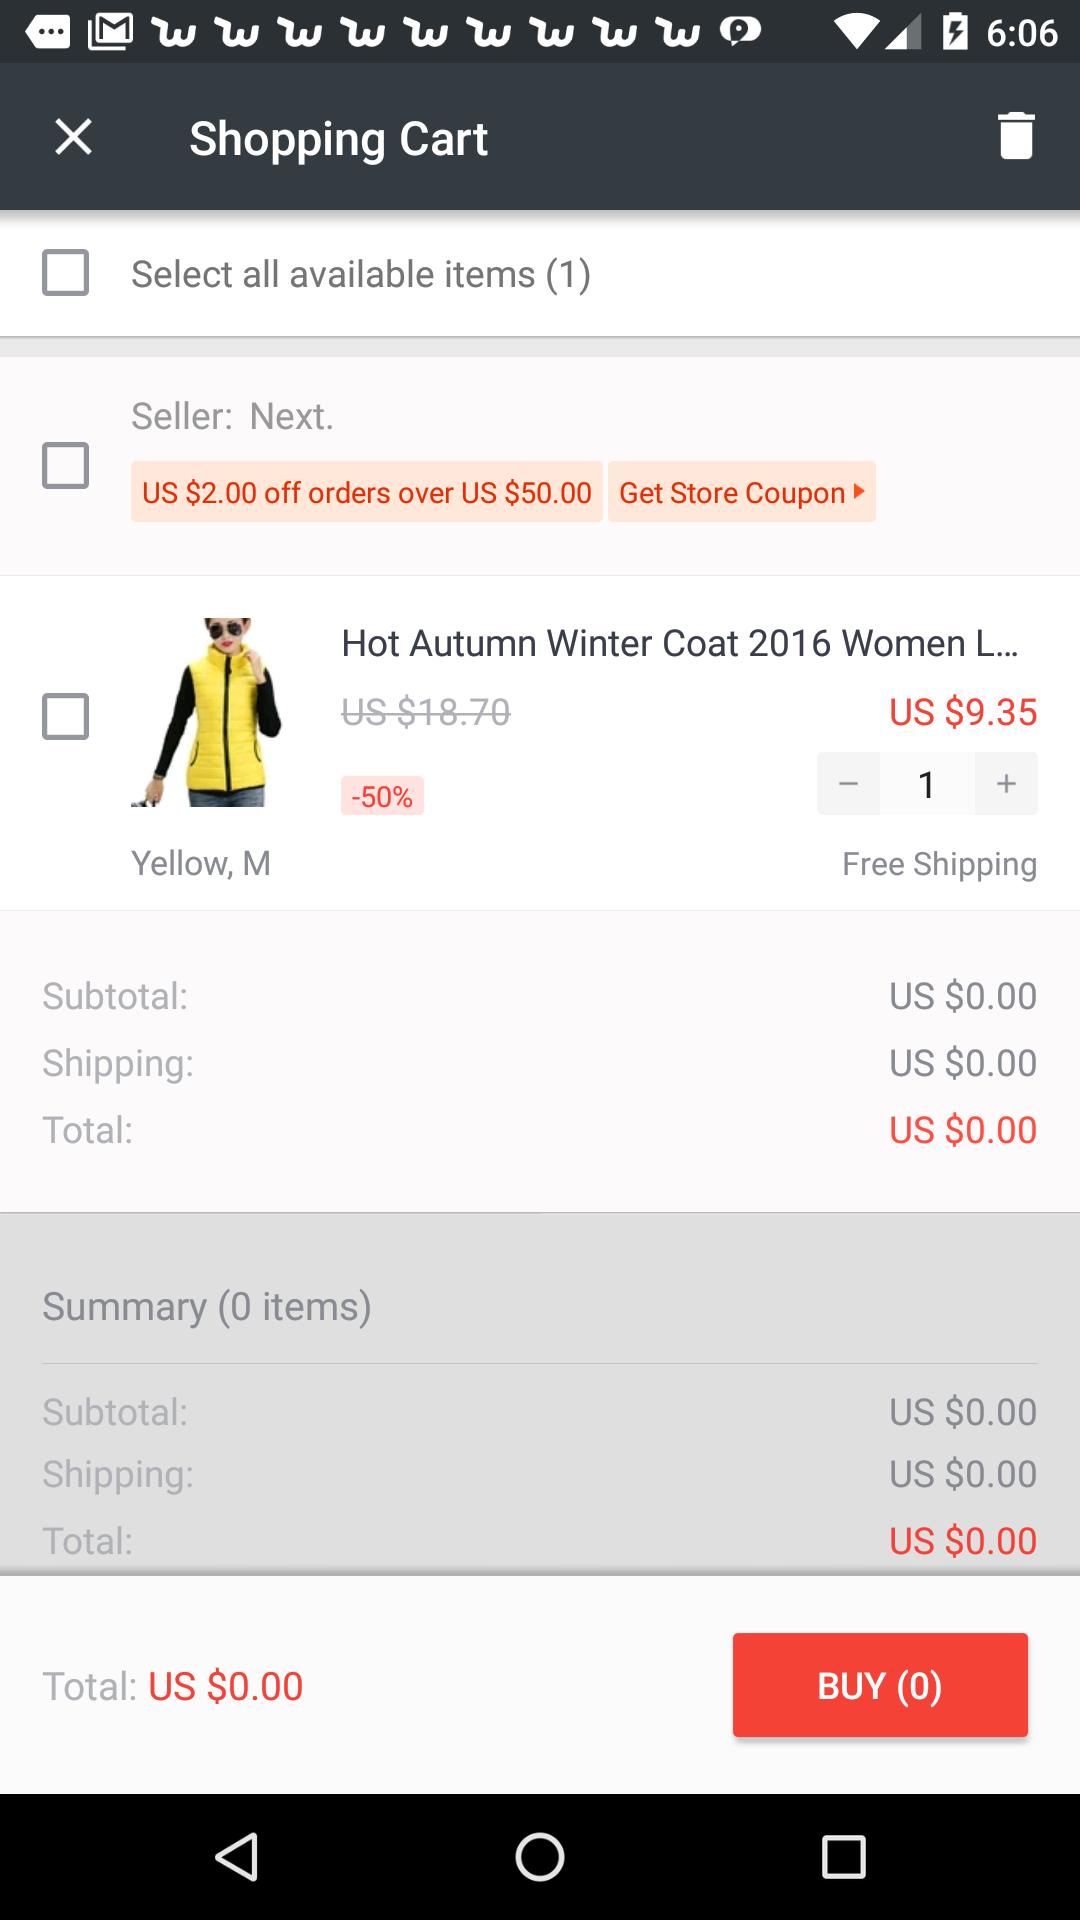 6:06
Shopping Cart
Select all available items (1)
Seller: Next.
US $2.00 off orders over US $50.00 Get Store Coupon
Hot Autumn Winter Coat 2016 Women L...
US $18.70 US $9.35
-50% − 1 +
Yellow, M Free Shipping
Subtotal: US $0.00
Shipping: US $0.00
Total: US $0.00
Summary (0 items)
Subtotal: US $0.00
Shipping: US $0.00
Total: US $0.00
Total: US $0.00 BUY (0)